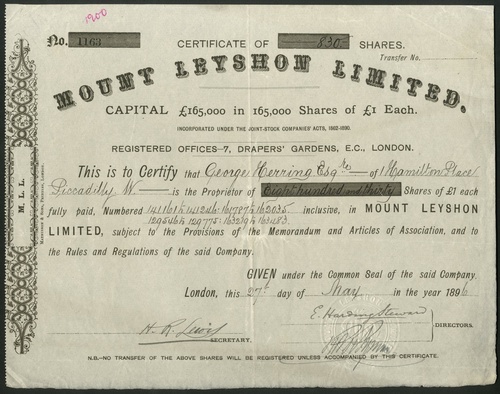 1900
No. 1163 CERTIFICATE OF 830 SHARES.
Transfer No.
MOUNT LEYSHON LIMITED.
CAPITAL £165,000 in 165,000 Shares of £1 Each.
INCORPORATED UNDER THE JOINT-STOCK COMPANIES' ACTS, 1862-1890.
REGISTERED OFFICES–7, DRAPERS' GARDENS, E.C., LONDON.
This is to Certify that George Herring Esqre of 1 Hamilton Place
Piccadilly W is the Proprietor of Eight hundred and thirty Shares of £1 each
fully paid, Numbered inclusive, in MOUNT LEYSHON
LIMITED, subject to the Provisions of the Memorandum and Articles of Association, and to
the Rules and Regulations of the said Company.
GIVEN under the Common Seal of the said Company.
London, this 27th day of May in the year 1896
E. Harding Steward
DIRECTORS.
H. R. Lewis
SECRETARY.
N.B.–NO TRANSFER OF THE ABOVE SHARES WILL BE REGISTERED UNLESS ACCOMPANIED BY THIS CERTIFICATE.
M. L. L.